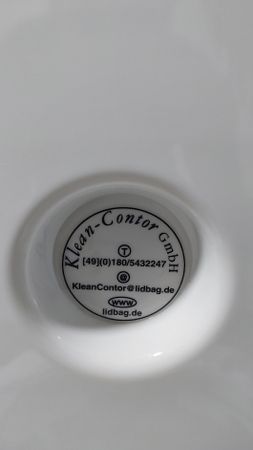 Klean-Contor GmbH
T
[49](0)180/5432247
@
KleanContor@lidbag.de
www
lidbag.de